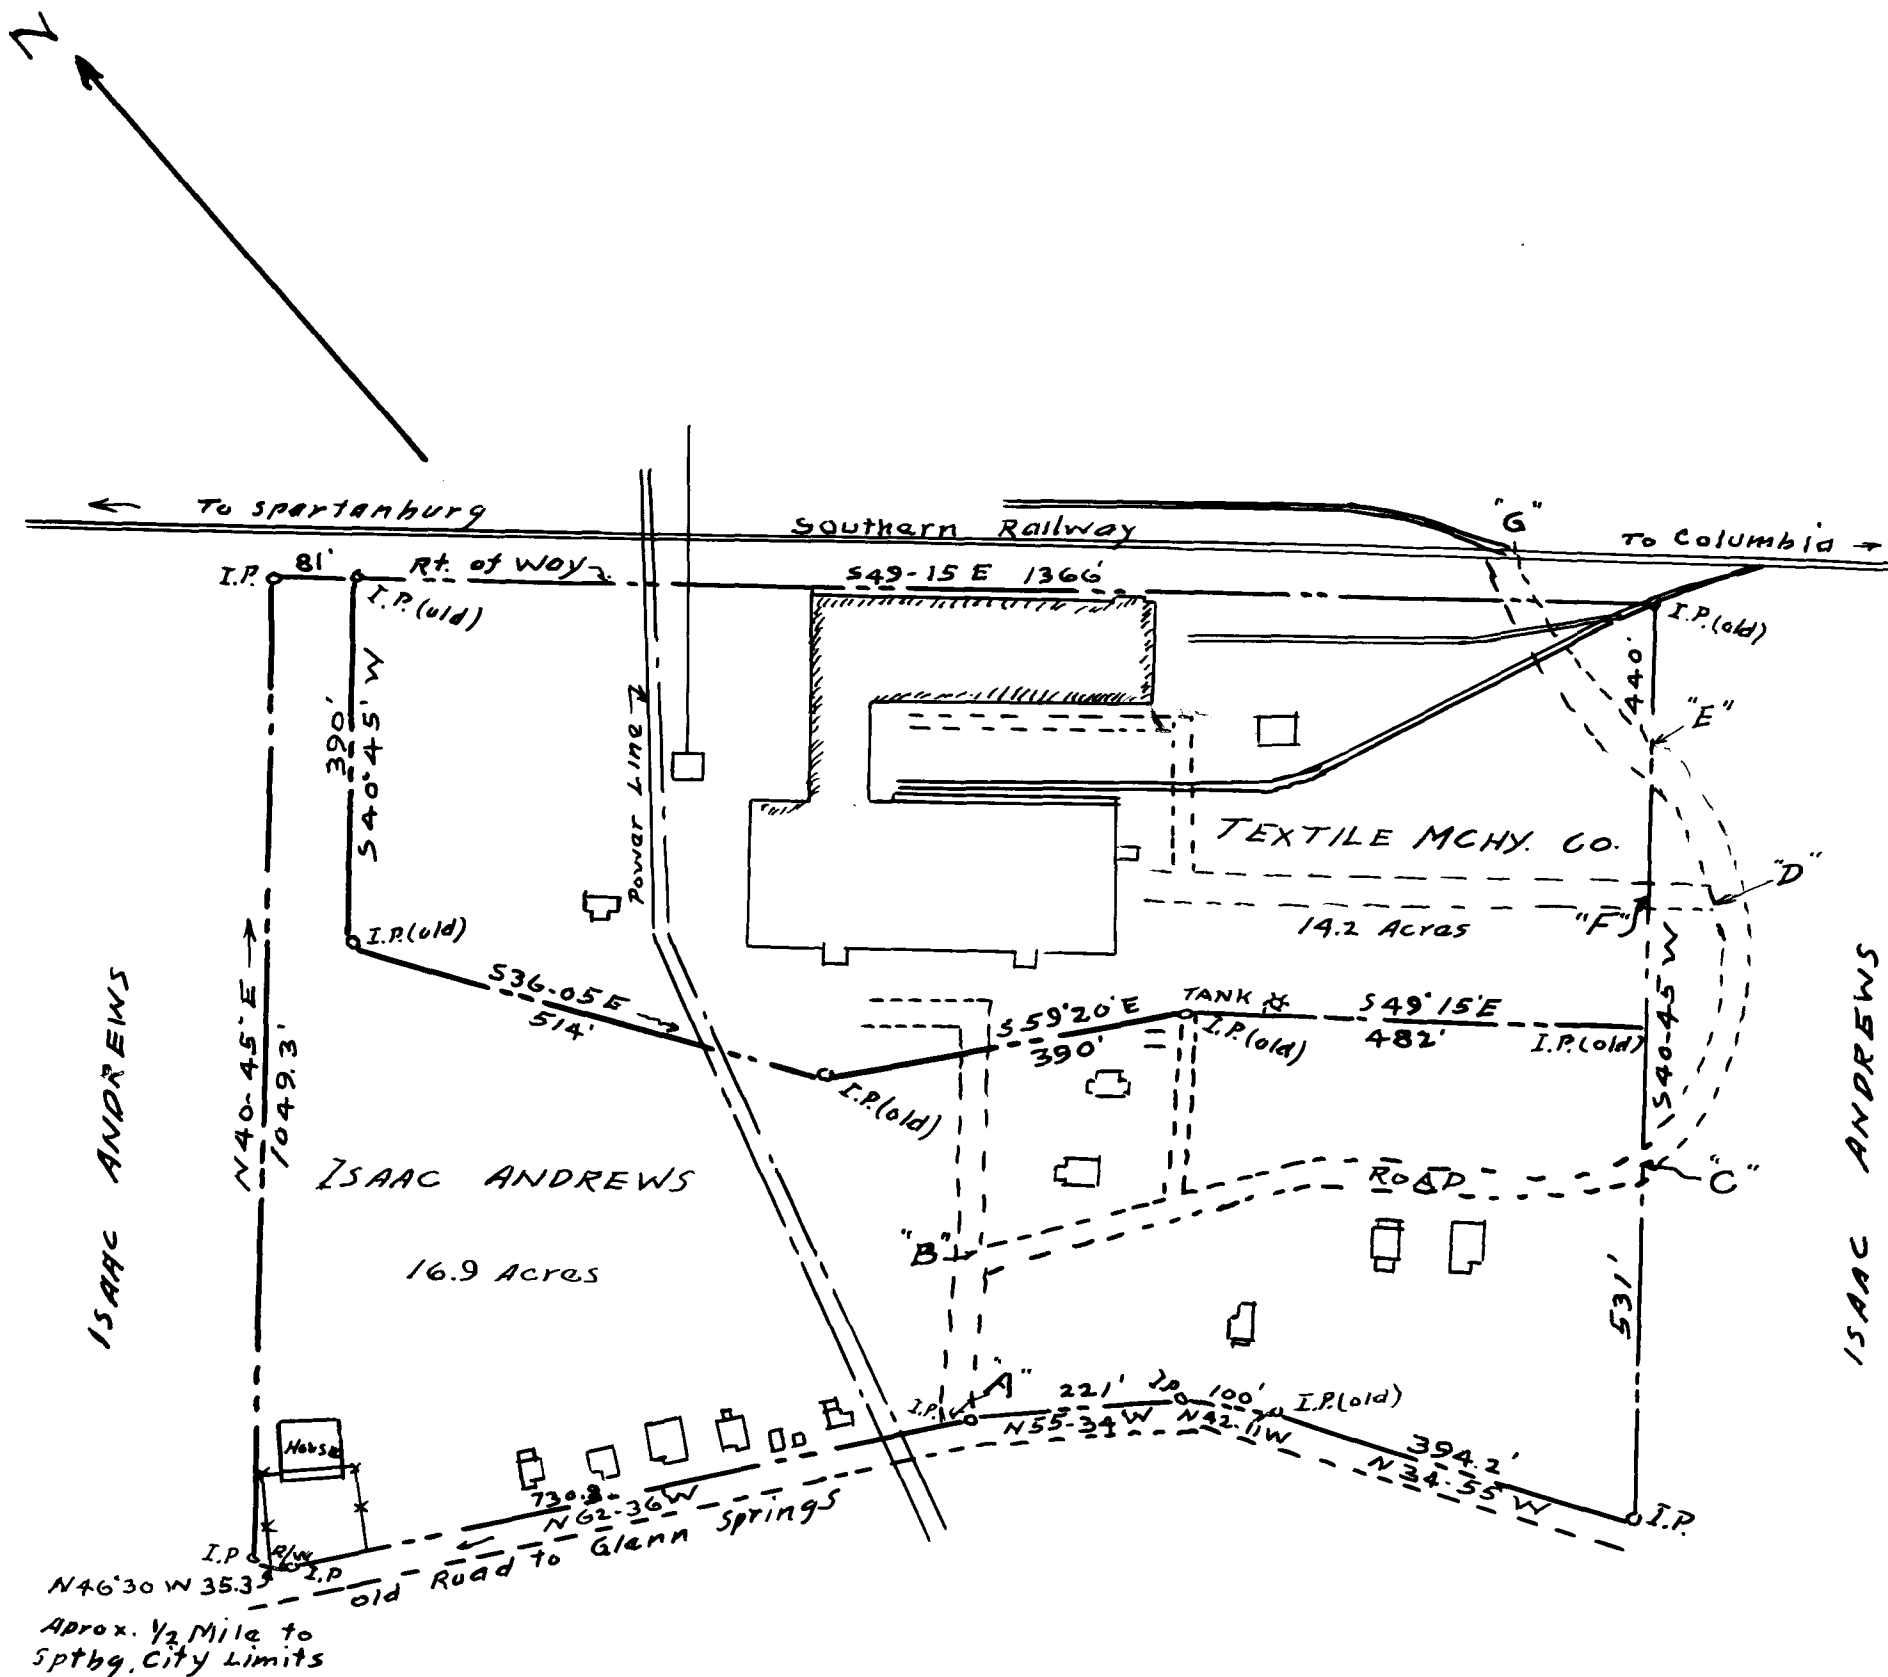 N
← To Spartanburg
Southern Railway
"G"
To Columbia →
I.P.
81'
Rt. of Way
S49-15 E 1366'
I.P. (old)
I.P. (old)
390'
S40°45' W
Power Line →
440'
"E"
TEXTILE MCHY. CO.
"D"
14.2 Acres
"F"
I.P. (old)
S36-05 E →
514'
S59°20'E
390'
TANK
I.P. (old)
S49°15'E
482'
I.P. (old)
S40-45 W
I.P. (old)
N40-45'E →
1049.3'
ISAAC ANDREWS
ISAAC ANDREWS
16.9 Acres
"B"
ROAD
"C"
531'
ISAAC ANDREWS
House
I.P.
"A"
221'
N55-34 W
I.P.
100'
N42-11W
I.P. (old)
394.2'
N34-55 W
I.P.
730.8
N62-36 W
I.P
R/W
I.P
Old Road to Glenn Springs
N46°30 W 35.3
Aprox. 1/2 Mile to
Sptbg. City Limits